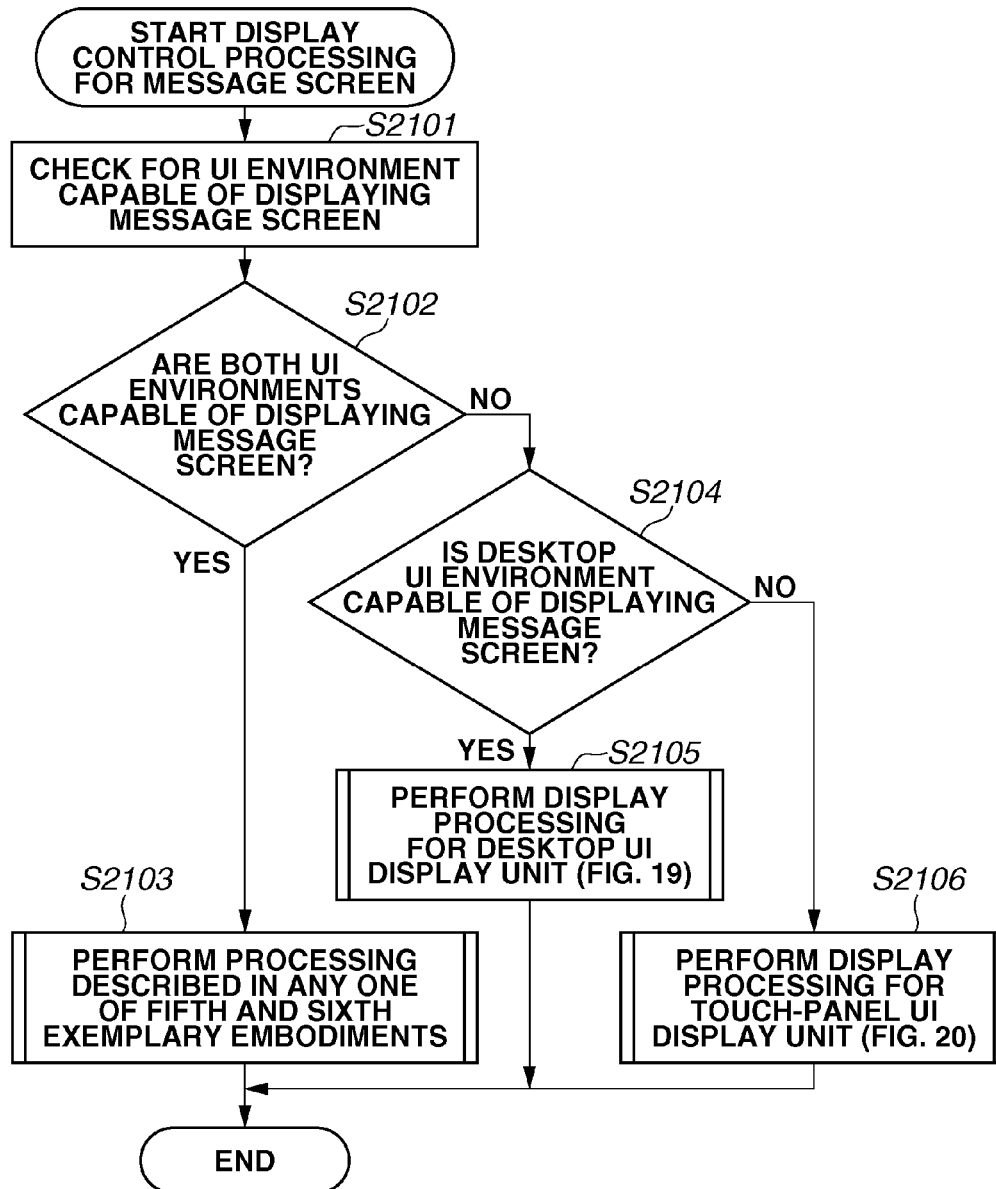 START DISPLAY
CONTROL PROCESSING
FOR MESSAGE SCREEN
S2101
CHECK FOR UI ENVIRONMENT
CAPABLE OF DISPLAYING
MESSAGE SCREEN
S2102
ARE BOTH UI
ENVIRONMENTS
CAPABLE OF DISPLAYING
MESSAGE
SCREEN?
NO
YES
S2104
IS DESKTOP
UI ENVIRONMENT
CAPABLE OF DISPLAYING
MESSAGE
SCREEN?
NO
YES
S2105
PERFORM DISPLAY
PROCESSING
FOR DESKTOP UI
DISPLAY UNIT (FIG. 19)
S2103
PERFORM PROCESSING
DESCRIBED IN ANY ONE
OF FIFTH AND SIXTH
EXEMPLARY EMBODIMENTS
S2106
PERFORM DISPLAY
PROCESSING FOR
TOUCH-PANEL UI
DISPLAY UNIT (FIG. 20)
END